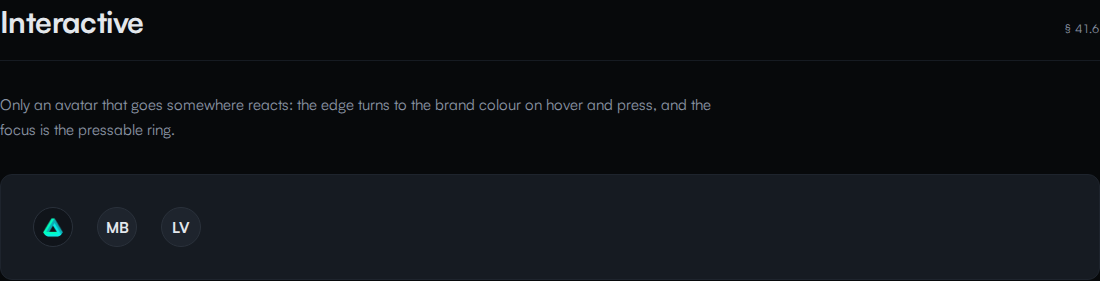 Interactive
§ 41.6
Only an avatar that goes somewhere reacts: the edge turns to the brand colour on hover and press, and the
focus is the pressable ring.
MB
LV